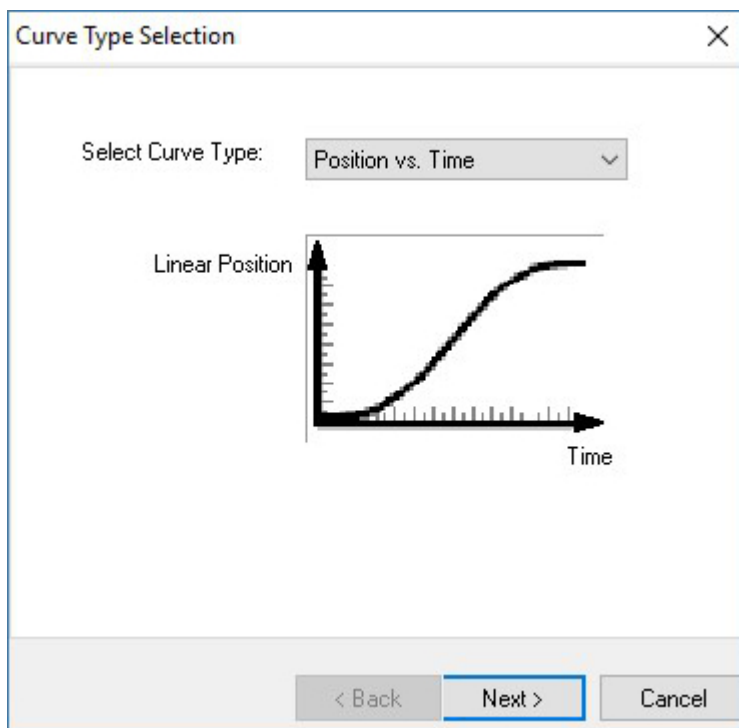 Curve Type Selection
Select Curve Type:
Position vs. Time
Linear Position
Time
< Back
Next >
Cancel